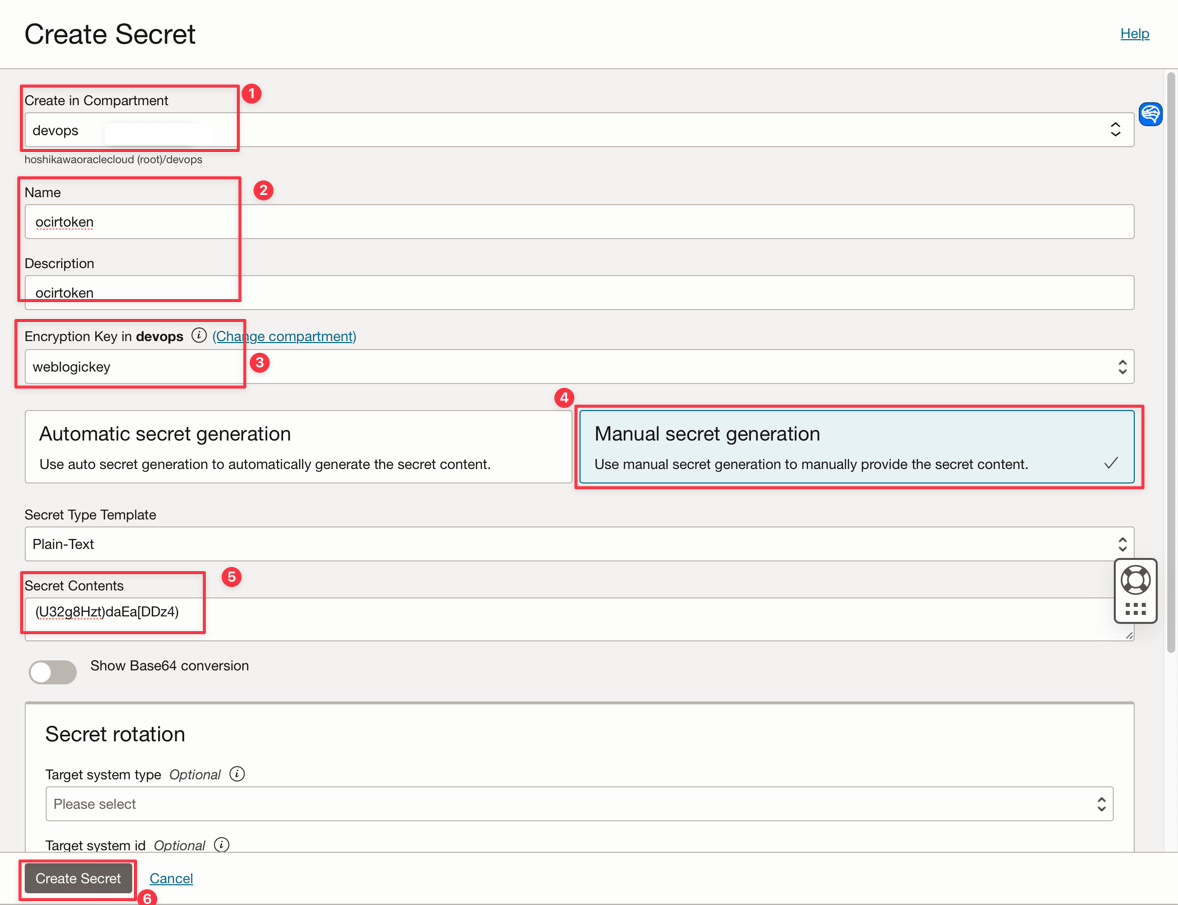 Create Secret
Help
Create in Compartment
1
devops
hoshikawaoraclecloud (root)/devops
Name
2
ocirtoken
Description
ocirtoken
Encryption Key in devops (Change compartment)
weblogickey
3
4
Automatic secret generation
Use auto secret generation to automatically generate the secret content.
Manual secret generation
Use manual secret generation to manually provide the secret content.
Secret Type Template
Plain-Text
Secret Contents
5
(U32g8Hzt)daEa[DDz4)
Show Base64 conversion
Secret rotation
Target system type Optional
Please select
Target system id Optional
Create Secret
Cancel
6